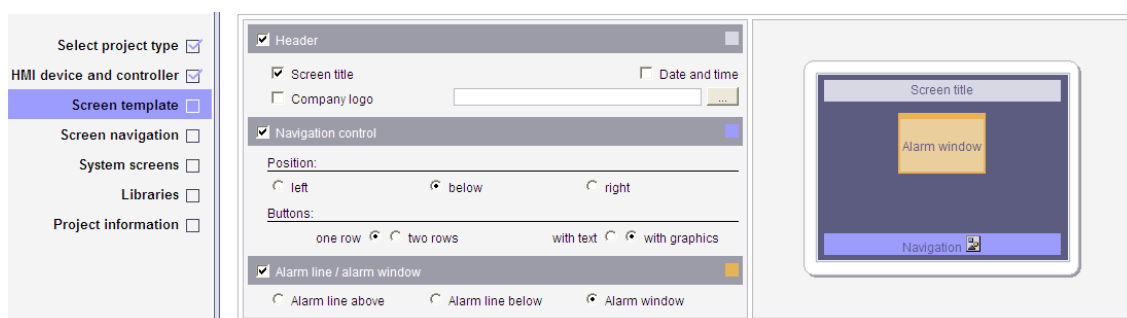 Select project type
HMI device and controller
Screen template
Screen navigation
System screens
Libraries
Project information
Header
Screen title Date and time
Company logo ...
Navigation control
Position:
left below right
Buttons:
one row two rows with text with graphics
Alarm line / alarm window
Alarm line above Alarm line below Alarm window
Screen title
Alarm window
Navigation